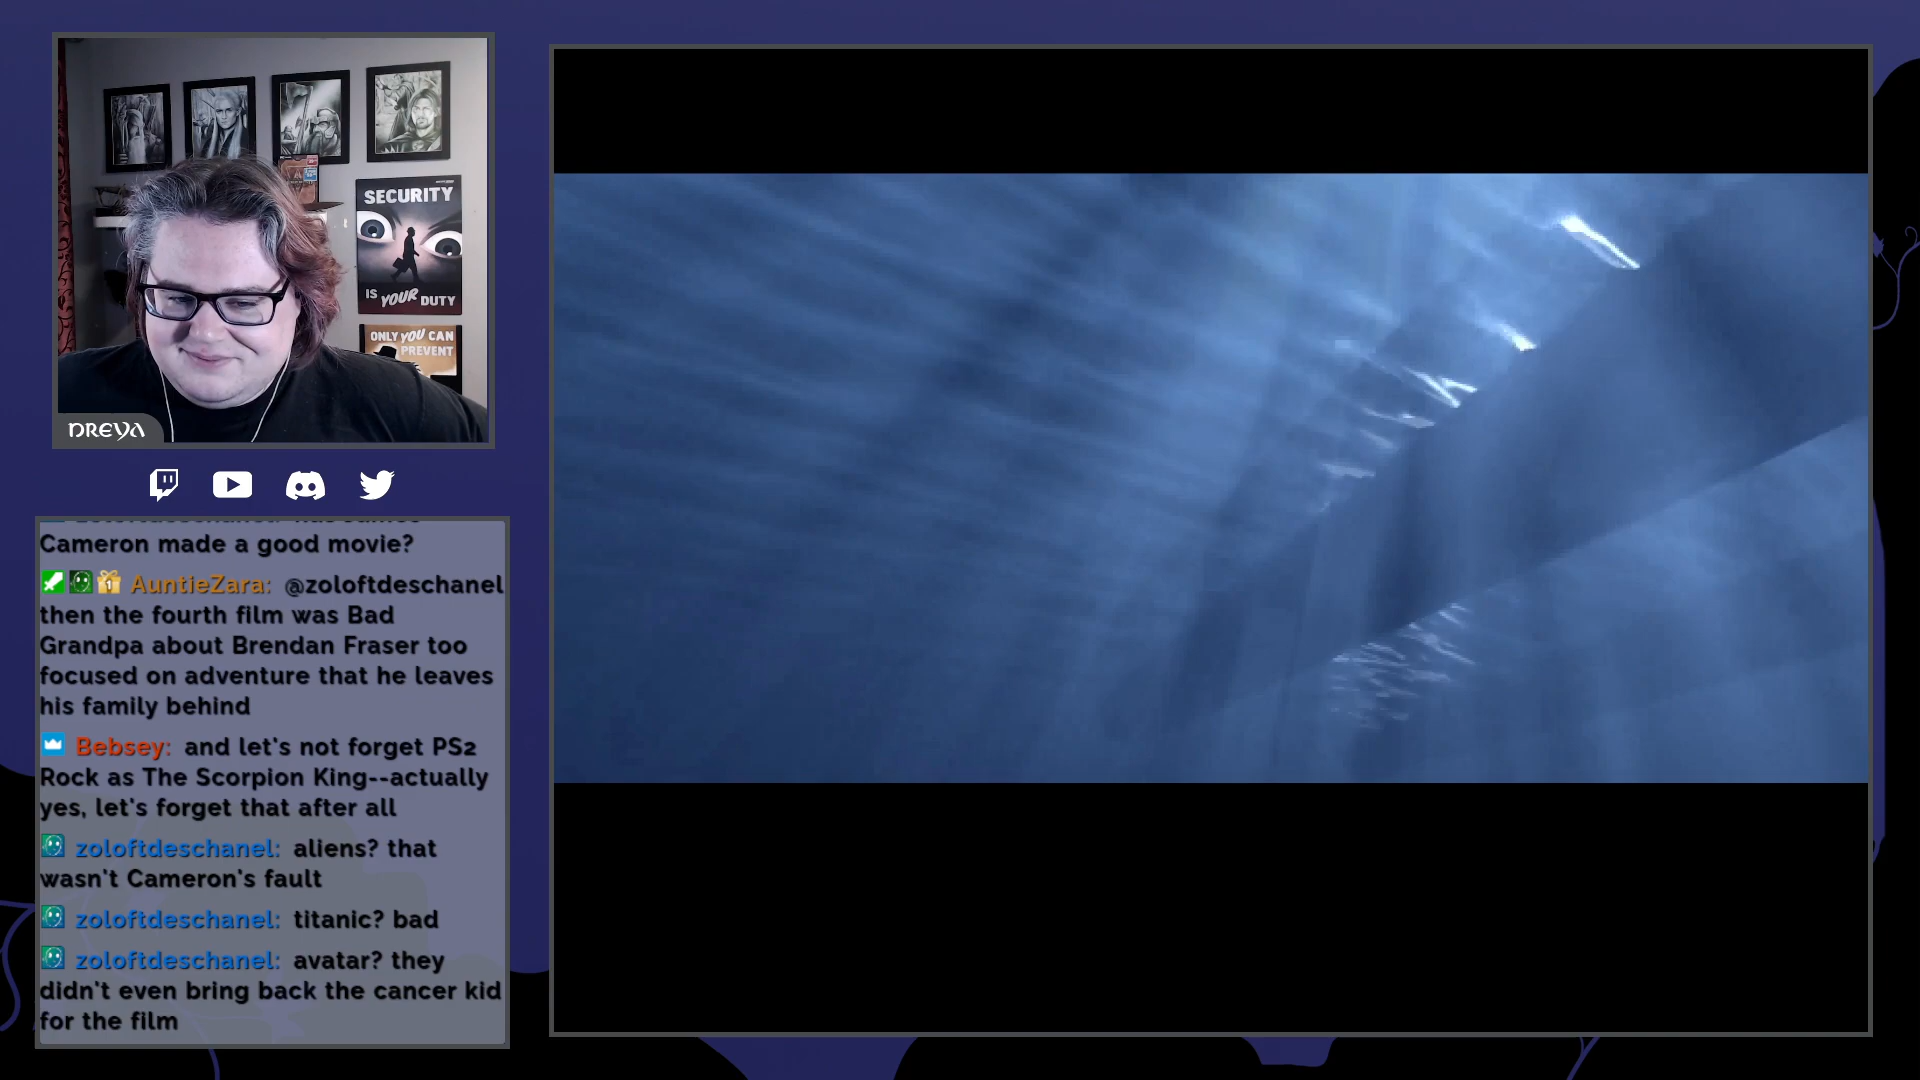 SECURITY
IS YOUR DUTY
ONLY YOU CAN
PREVENT
DREYA
Cameron made a good movie?
AuntieZara: @zoloftdeschanel
then the fourth film was Bad
Grandpa about Brendan Fraser too
focused on adventure that he leaves
his family behind
Bebsey: and let's not forget PS2
Rock as The Scorpion King--actually
yes, let's forget that after all
zoloftdeschanel: aliens? that
wasn't Cameron's fault
zoloftdeschanel: titanic? bad
zoloftdeschanel: avatar? they
didn't even bring back the cancer kid
for the film